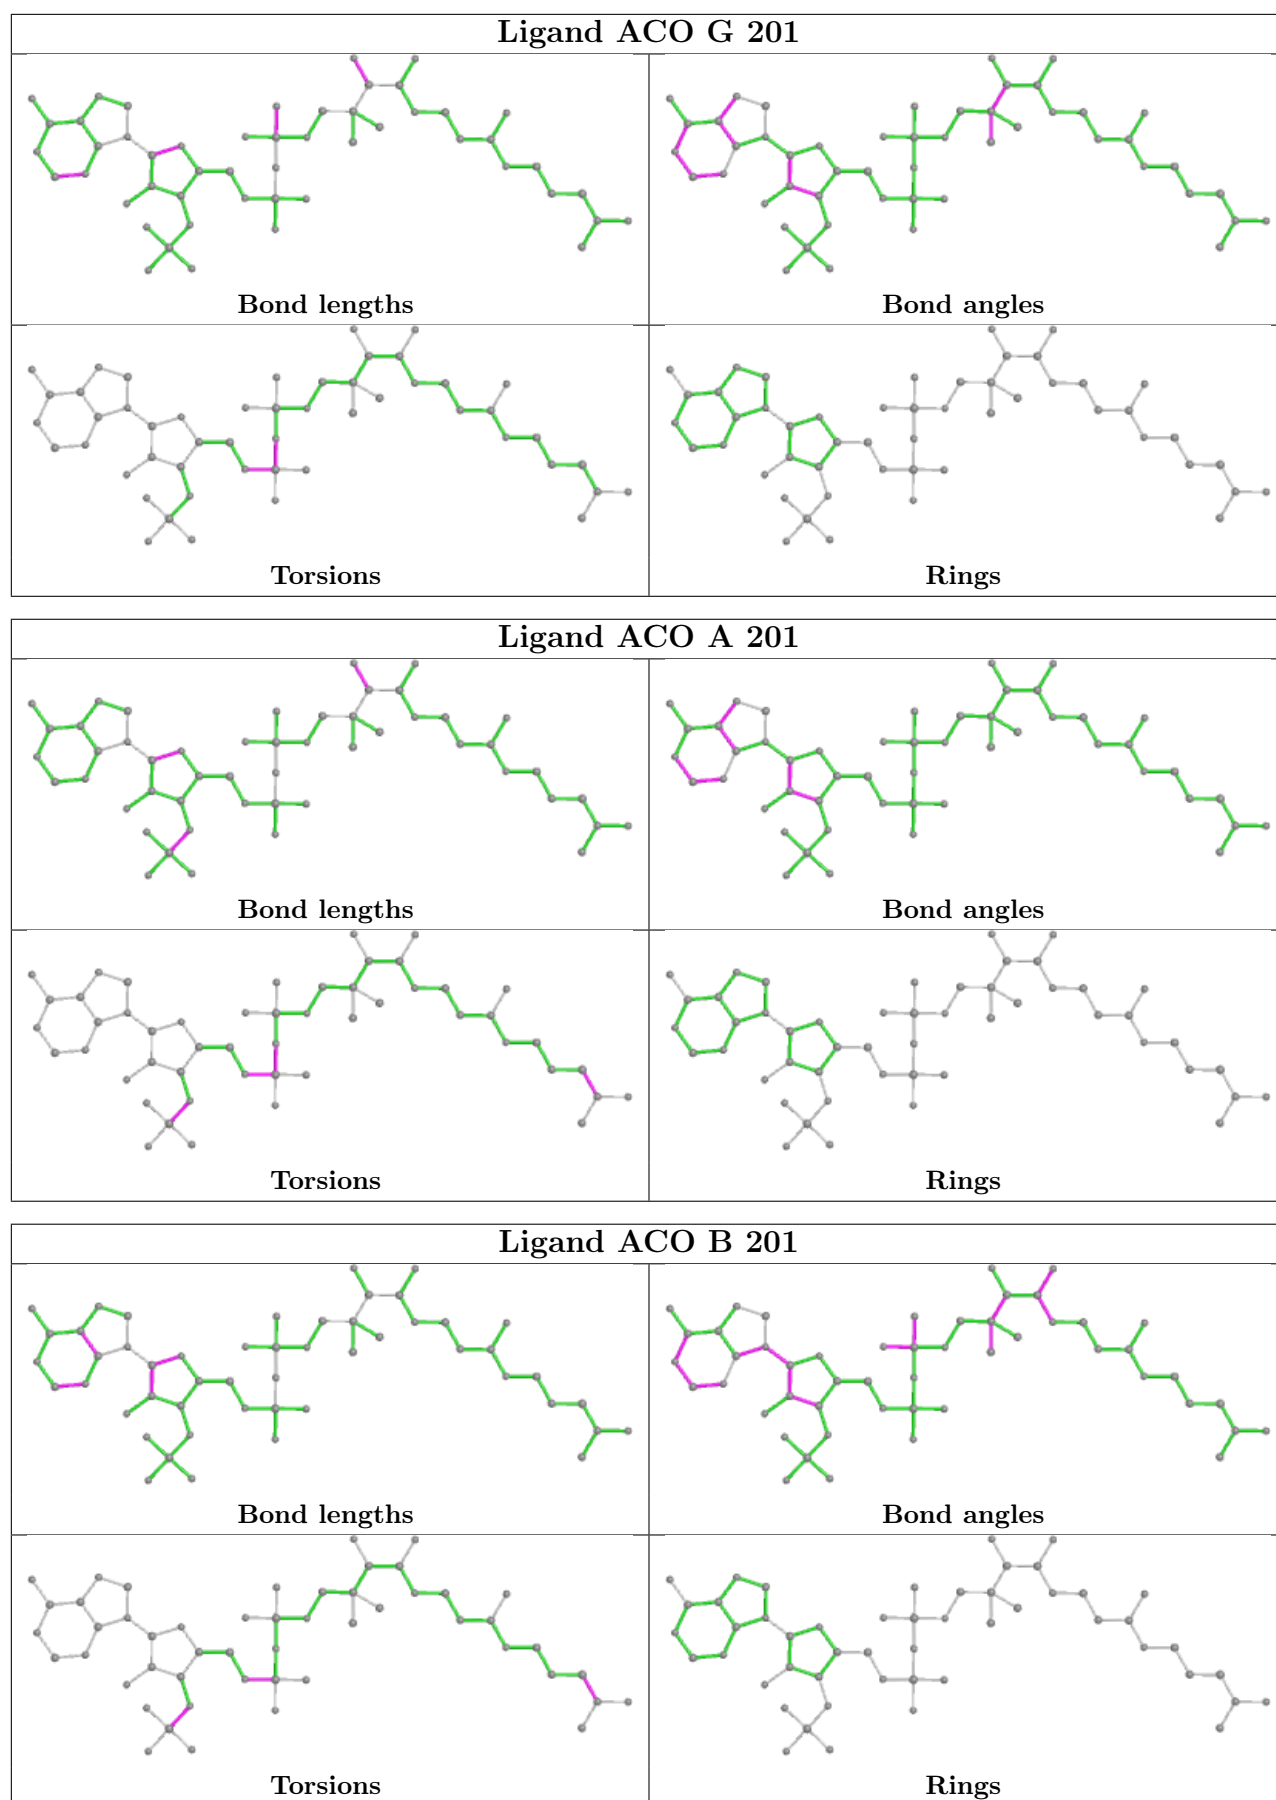 Ligand ACO G 201
Bond lengths
Bond angles
Torsions
Rings
Ligand ACO A 201
Bond lengths
Bond angles
Torsions
Rings
Ligand ACO B 201
Bond lengths
Bond angles
Torsions
Rings